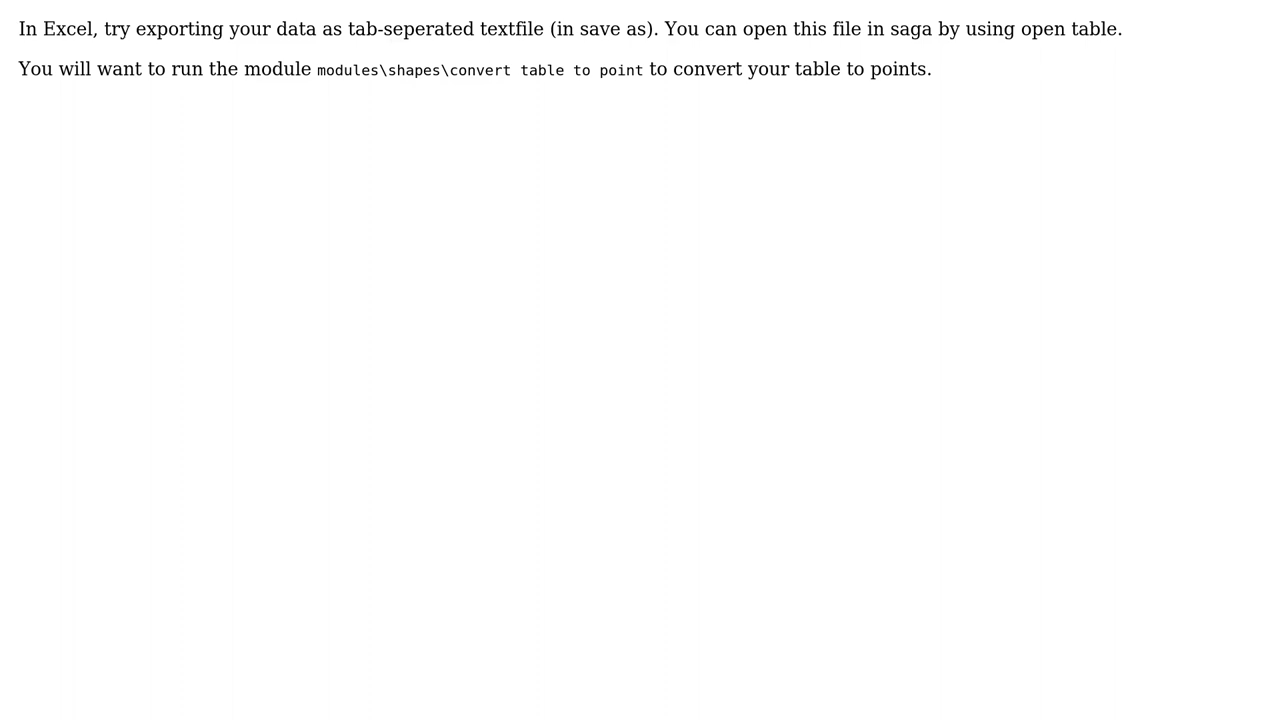 In Excel, try exporting your data as tab-seperated textfile (in save as). You can open this file in saga by using open table.
You will want to run the module modules\shapes\convert table to point to convert your table to points.